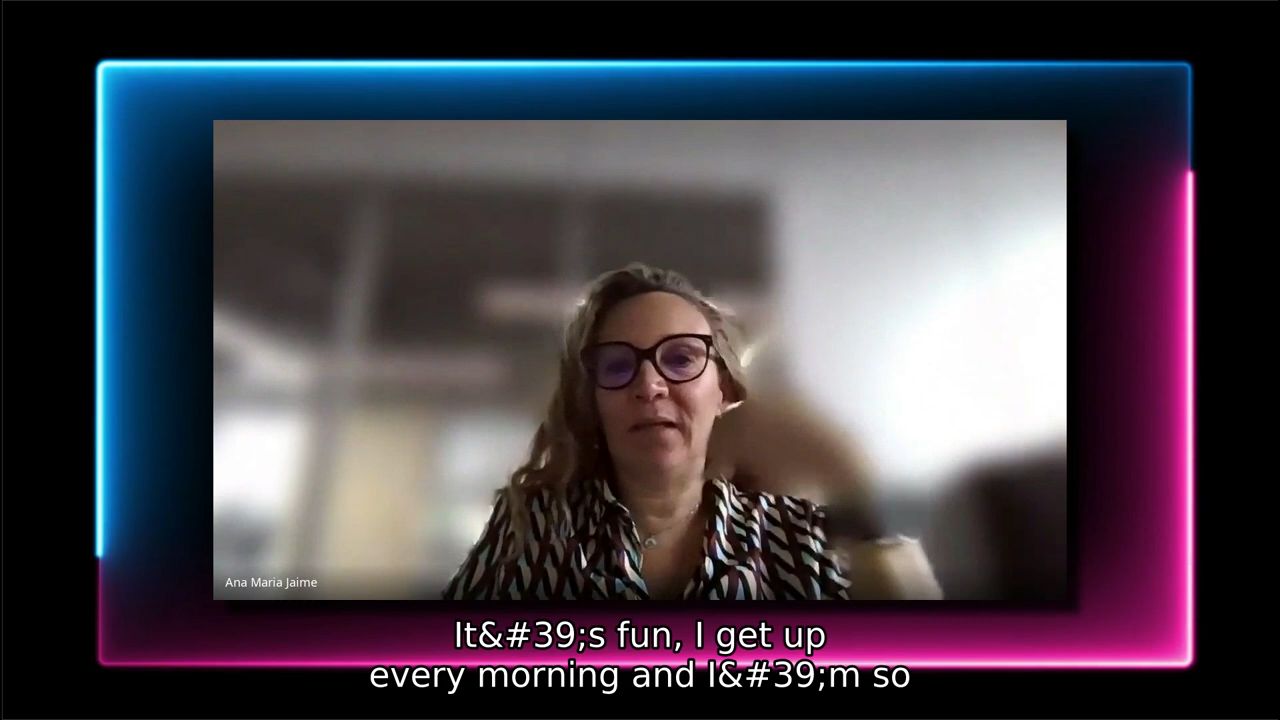 Ana Maria Jaime
It&#39;s fun, I get up
every morning and I&#39;m so